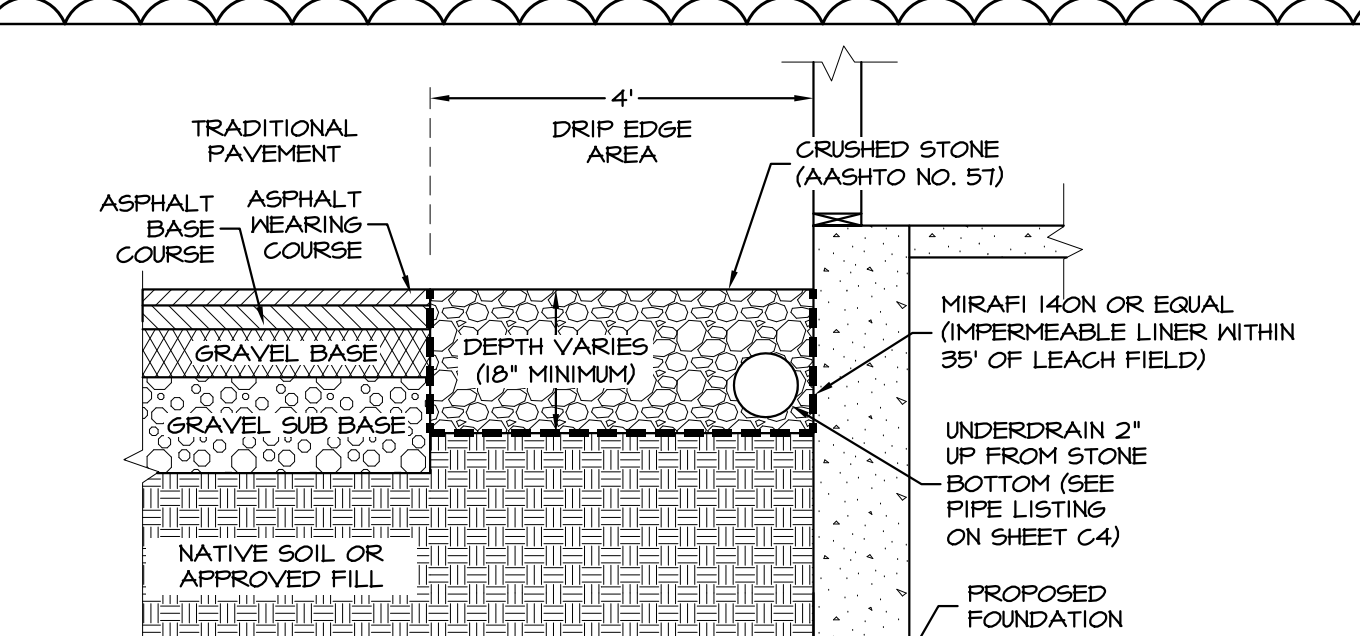 4'
DRIP EDGE
AREA
TRADITIONAL
PAVEMENT
CRUSHED STONE
(AASHTO NO. 57)
ASPHALT
BASE
COURSE
ASPHALT
WEARING
COURSE
MIRAFI 140N OR EQUAL
(IMPERMEABLE LINER WITHIN
35' OF LEACH FIELD)
GRAVEL BASE
DEPTH VARIES
(18" MINIMUM)
GRAVEL SUB BASE
UNDERDRAIN 2"
UP FROM STONE
BOTTOM (SEE
PIPE LISTING
ON SHEET C4)
NATIVE SOIL OR
APPROVED FILL
PROPOSED
FOUNDATION